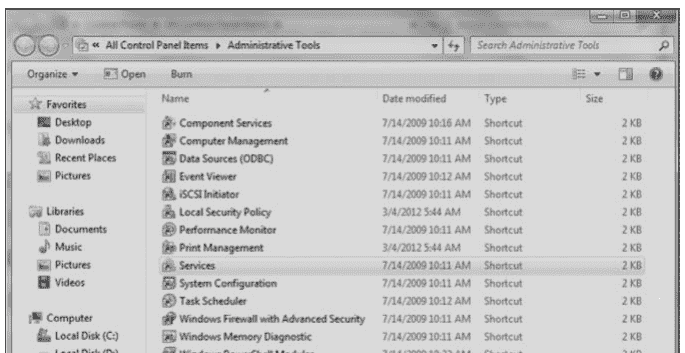 « All Control Panel Items ▸ Administrative Tools
Search Administrative Tools
Organize ▾ Open Burn
Name Date modified Type Size
Favorites
Desktop
Downloads
Recent Places
Pictures
Libraries
Documents
Music
Pictures
Videos
Computer
Local Disk (C:)
Local Disk (D:)
Component Services 7/14/2009 10:16 AM Shortcut 2 KB
Computer Management 7/14/2009 10:11 AM Shortcut 2 KB
Data Sources (ODBC) 7/14/2009 10:11 AM Shortcut 2 KB
Event Viewer 7/14/2009 10:12 AM Shortcut 2 KB
iSCSI Initiator 7/14/2009 10:11 AM Shortcut 2 KB
Local Security Policy 3/4/2012 5:44 AM Shortcut 2 KB
Performance Monitor 7/14/2009 10:11 AM Shortcut 2 KB
Print Management 3/4/2012 5:44 AM Shortcut 2 KB
Services 7/14/2009 10:11 AM Shortcut 2 KB
System Configuration 7/14/2009 10:11 AM Shortcut 2 KB
Task Scheduler 7/14/2009 10:12 AM Shortcut 2 KB
Windows Firewall with Advanced Security 7/14/2009 10:11 AM Shortcut 2 KB
Windows Memory Diagnostic 7/14/2009 10:11 AM Shortcut 2 KB
Windows PowerShell Modules Shortcut 2 KB